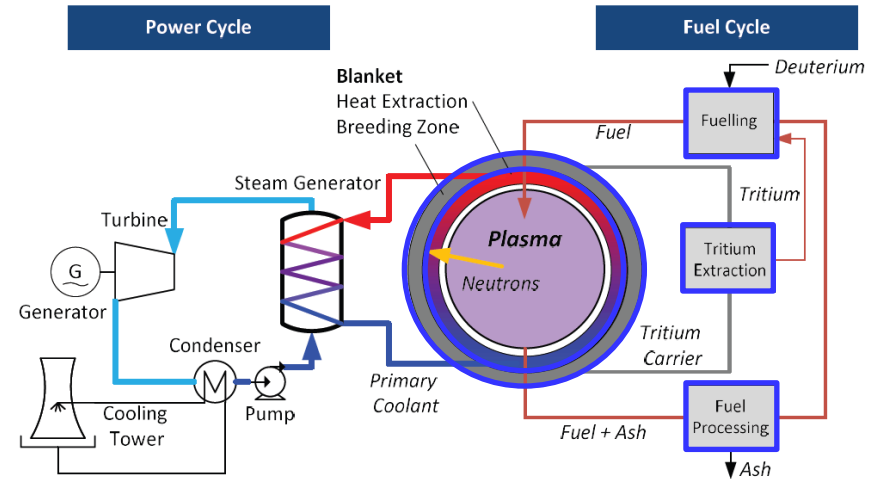 Power Cycle
Fuel Cycle
Blanket
Heat Extraction
Breeding Zone
Deuterium
Fuelling
Fuel
Steam Generator
Tritium
Turbine
Plasma
Tritium
Extraction
G
Neutrons
Generator
Tritium
Carrier
Condenser
Primary
Coolant
Cooling
Tower
Pump
Fuel
Processing
Fuel + Ash
Ash